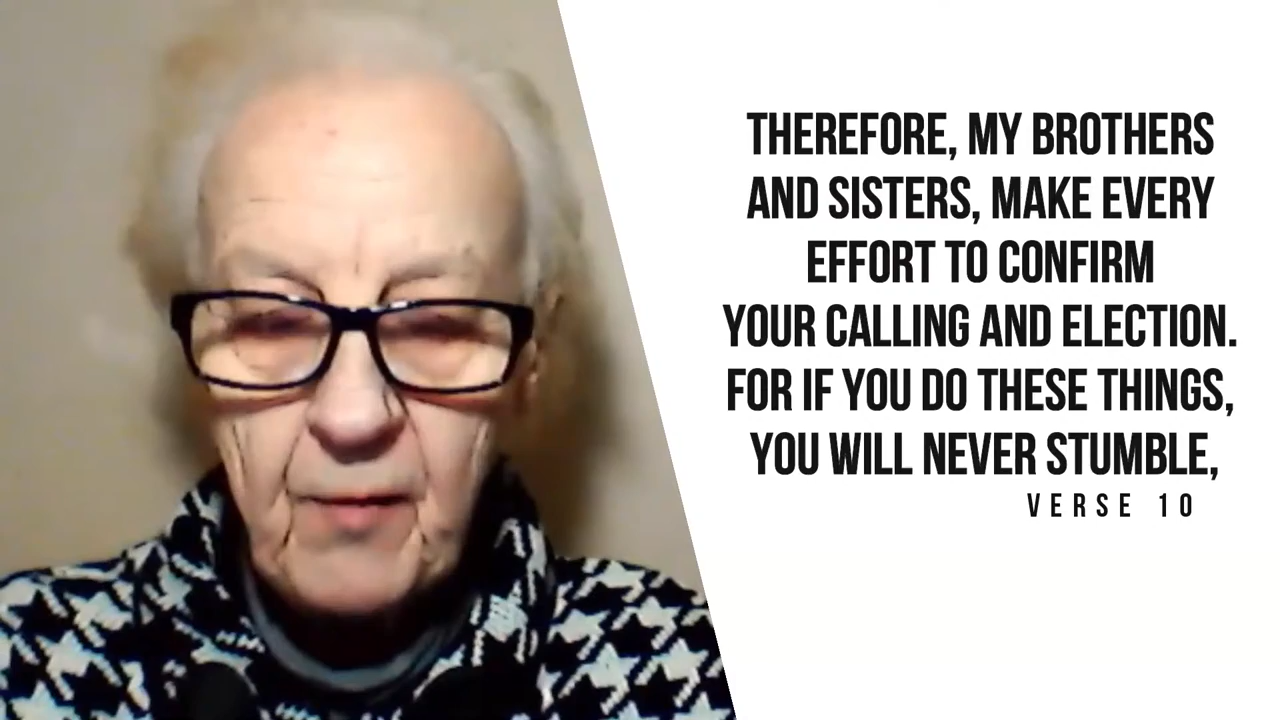 THEREFORE, MY BROTHERS
AND SISTERS, MAKE EVERY
EFFORT TO CONFIRM
YOUR CALLING AND ELECTION.
FOR IF YOU DO THESE THINGS,
YOU WILL NEVER STUMBLE,
VERSE 10